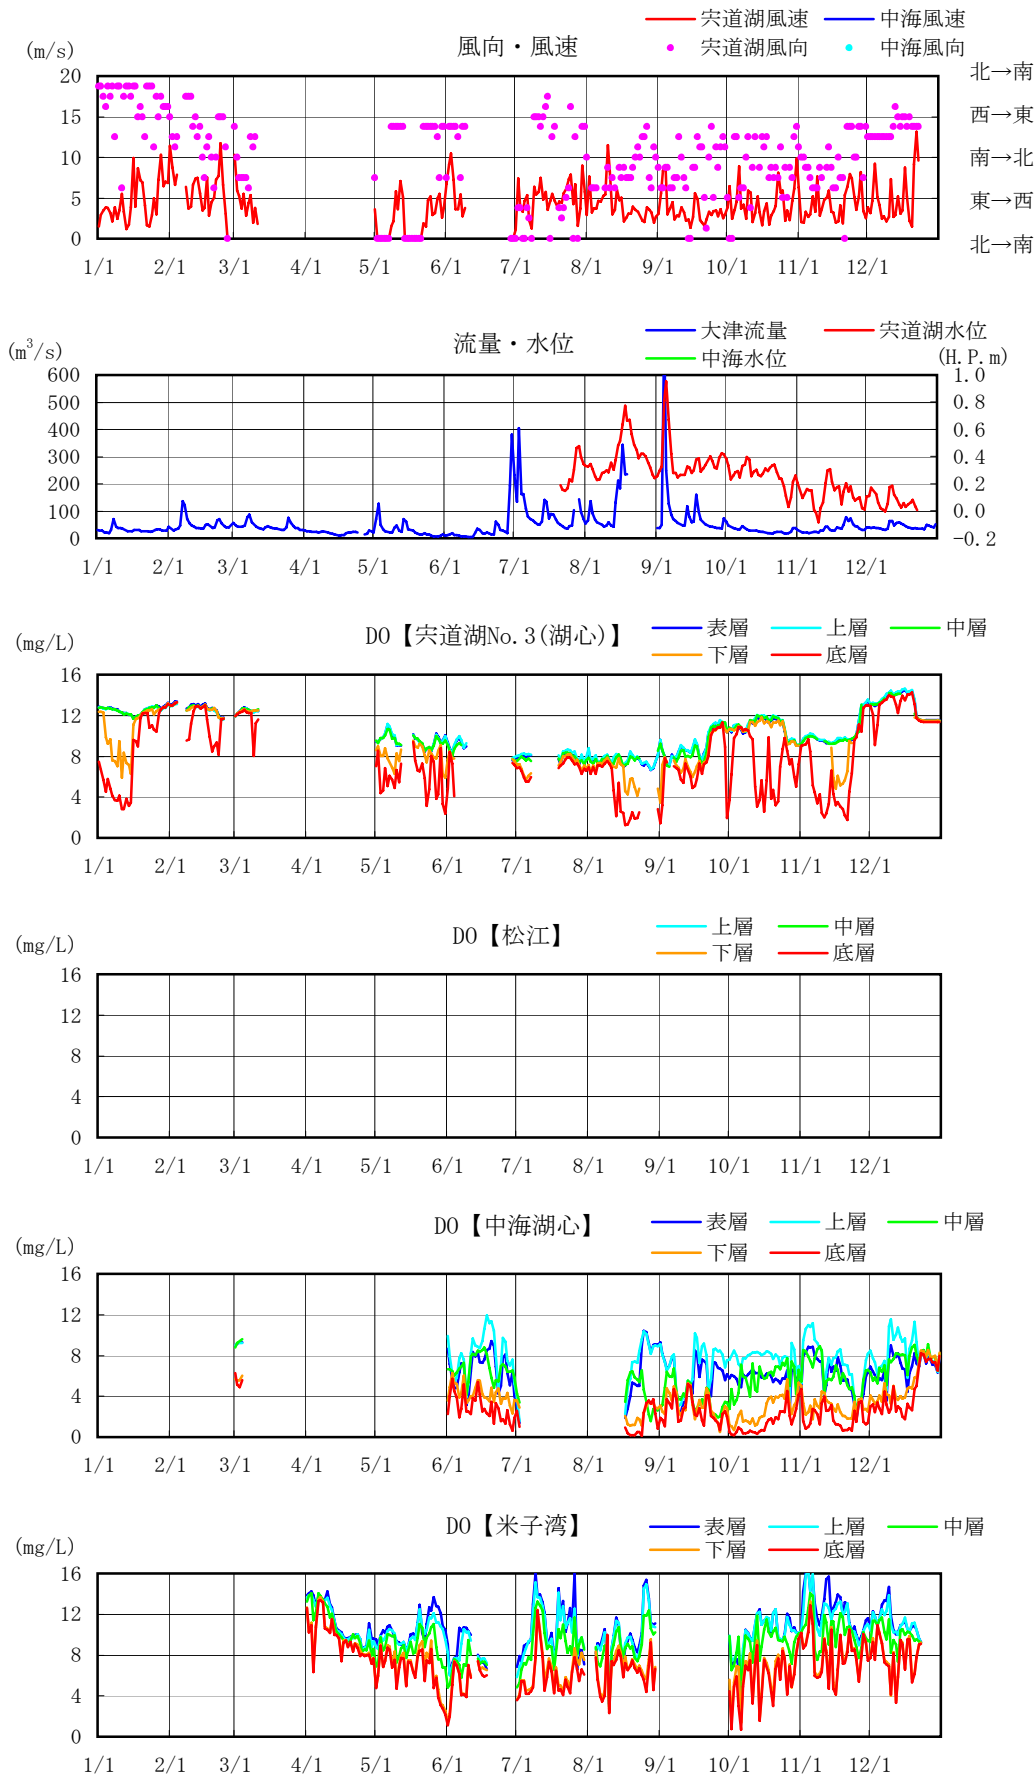 宍道湖風速 中海風速
(m/s) 風向・風速 宍道湖風向 中海風向
20 北→南
15 西→東
10 南→北
5 東→西
0 北→南
1/1 2/1 3/1 4/1 5/1 6/1 7/1 8/1 9/1 10/1 11/1 12/1
大津流量 宍道湖水位
(m3/s) 流量・水位 中海水位 (H.P.m)
600 1.0
500 0.8
400 0.6
300 0.4
200 0.2
100 0.0
0 -0.2
1/1 2/1 3/1 4/1 5/1 6/1 7/1 8/1 9/1 10/1 11/1 12/1
(mg/L) DO【宍道湖No.3(湖心)】 表層 上層 中層
下層 底層
16
12
8
4
0
1/1 2/1 3/1 4/1 5/1 6/1 7/1 8/1 9/1 10/1 11/1 12/1
(mg/L) DO【松江】 上層 中層
下層 底層
16
12
8
4
0
1/1 2/1 3/1 4/1 5/1 6/1 7/1 8/1 9/1 10/1 11/1 12/1
(mg/L) DO【中海湖心】 表層 上層 中層
下層 底層
16
12
8
4
0
1/1 2/1 3/1 4/1 5/1 6/1 7/1 8/1 9/1 10/1 11/1 12/1
(mg/L) DO【米子湾】 表層 上層 中層
下層 底層
16
12
8
4
0
1/1 2/1 3/1 4/1 5/1 6/1 7/1 8/1 9/1 10/1 11/1 12/1